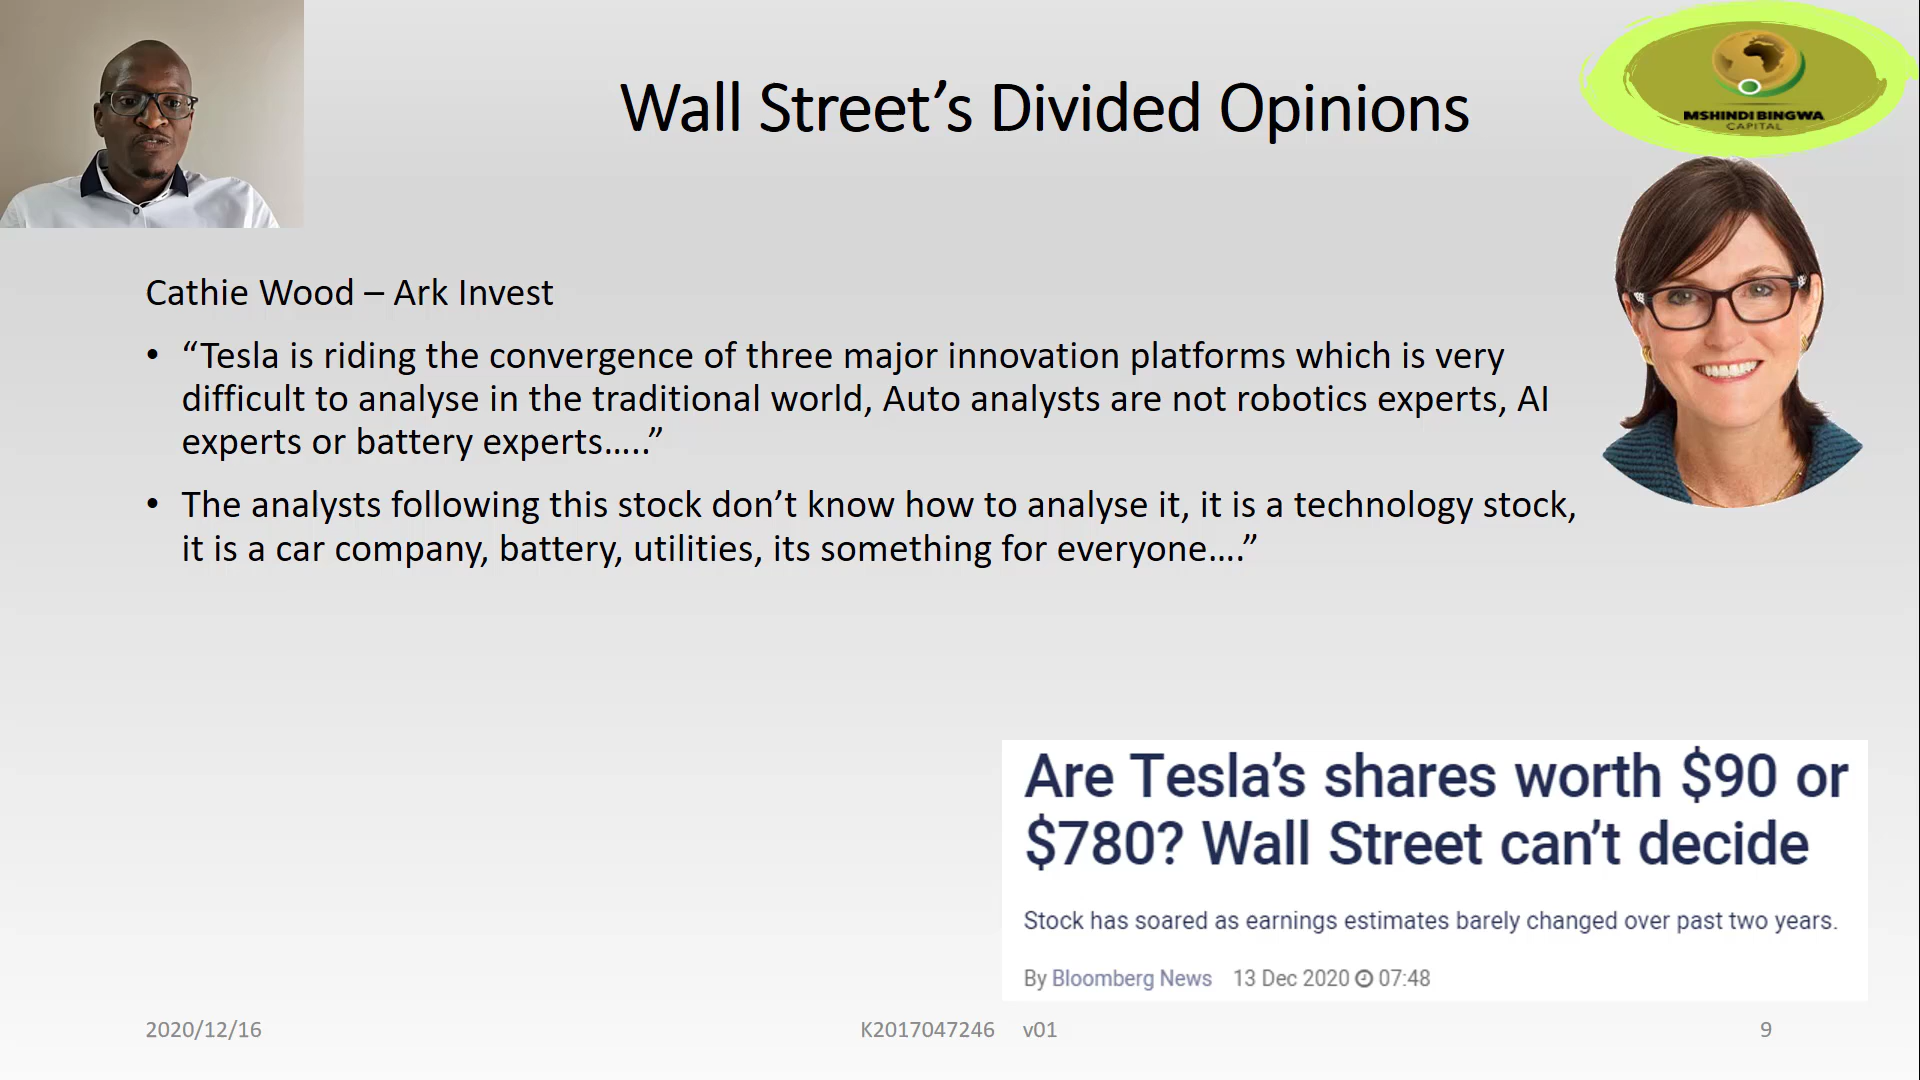 Wall Street’s Divided Opinions
MSHINDI BINGWA
CAPITAL
Cathie Wood – Ark Invest
• “Tesla is riding the convergence of three major innovation platforms which is very
difficult to analyse in the traditional world, Auto analysts are not robotics experts, AI
experts or battery experts…..”
• The analysts following this stock don’t know how to analyse it, it is a technology stock,
it is a car company, battery, utilities, its something for everyone….”
Are Tesla’s shares worth $90 or
$780? Wall Street can’t decide
Stock has soared as earnings estimates barely changed over past two years.
By Bloomberg News 13 Dec 2020 07:48
2020/12/16
K2017047246 v01
9